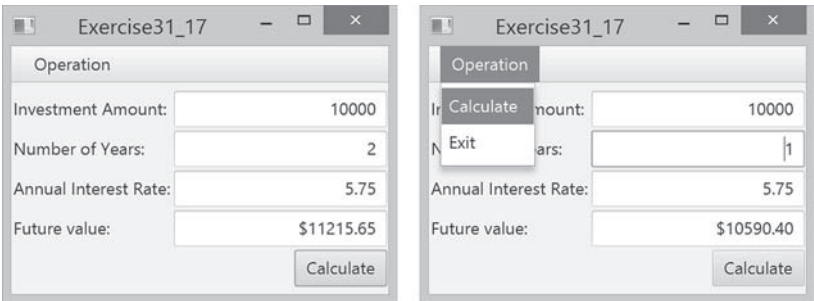 Exercise31_17
Operation
Investment Amount: 10000
Number of Years: 2
Annual Interest Rate: 5.75
Future value: $11215.65
Calculate
Exercise31_17
Operation
Calculate
Exit
mount: 10000
ars: 1
Annual Interest Rate: 5.75
Future value: $10590.40
Calculate